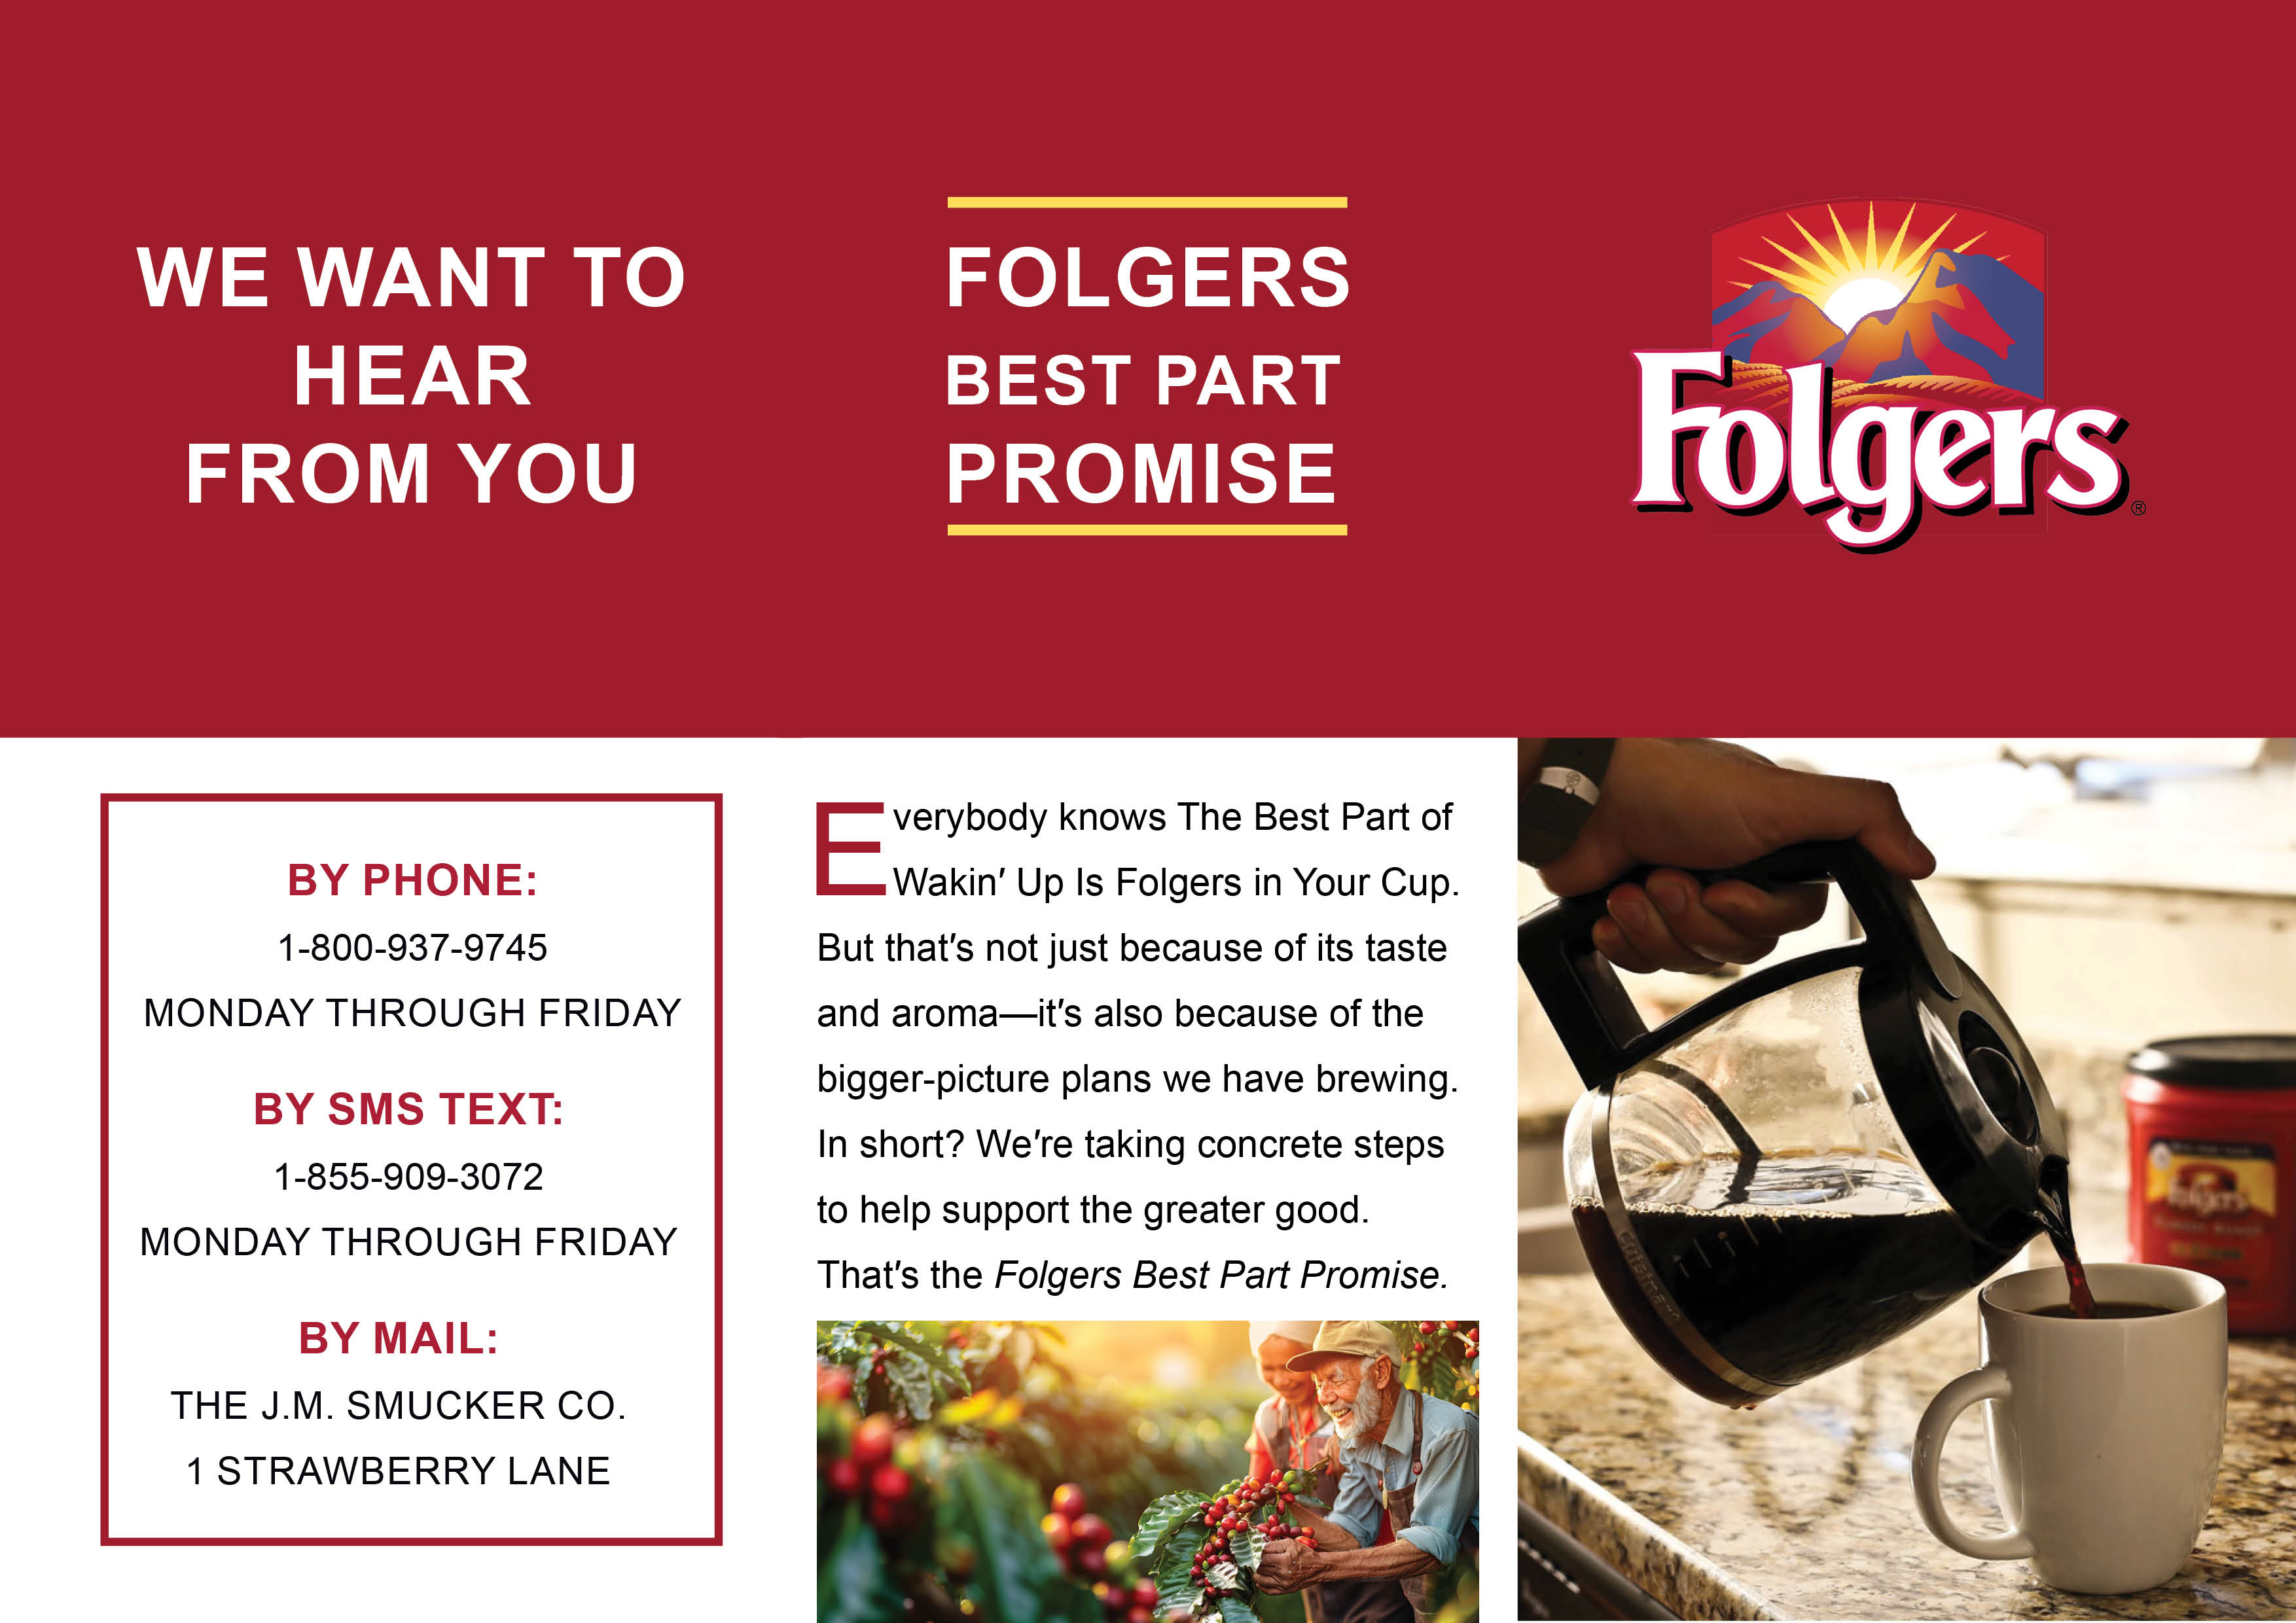 WE WANT TO
HEAR
FROM YOU
BY PHONE:
1-800-937-9745
MONDAY THROUGH FRIDAY
BY SMS TEXT:
1-855-909-3072
MONDAY THROUGH FRIDAY
BY MAIL:
THE J.M. SMUCKER CO.
1 STRAWBERRY LANE
FOLGERS
BEST PART
PROMISE
Everybody knows The Best Part of
Wakin′ Up Is Folgers in Your Cup.
But that′s not just because of its taste
and aroma—it′s also because of the
bigger-picture plans we have brewing.
In short? We′re taking concrete steps
to help support the greater good.
That′s the Folgers Best Part Promise.
Folgers®
Folgers